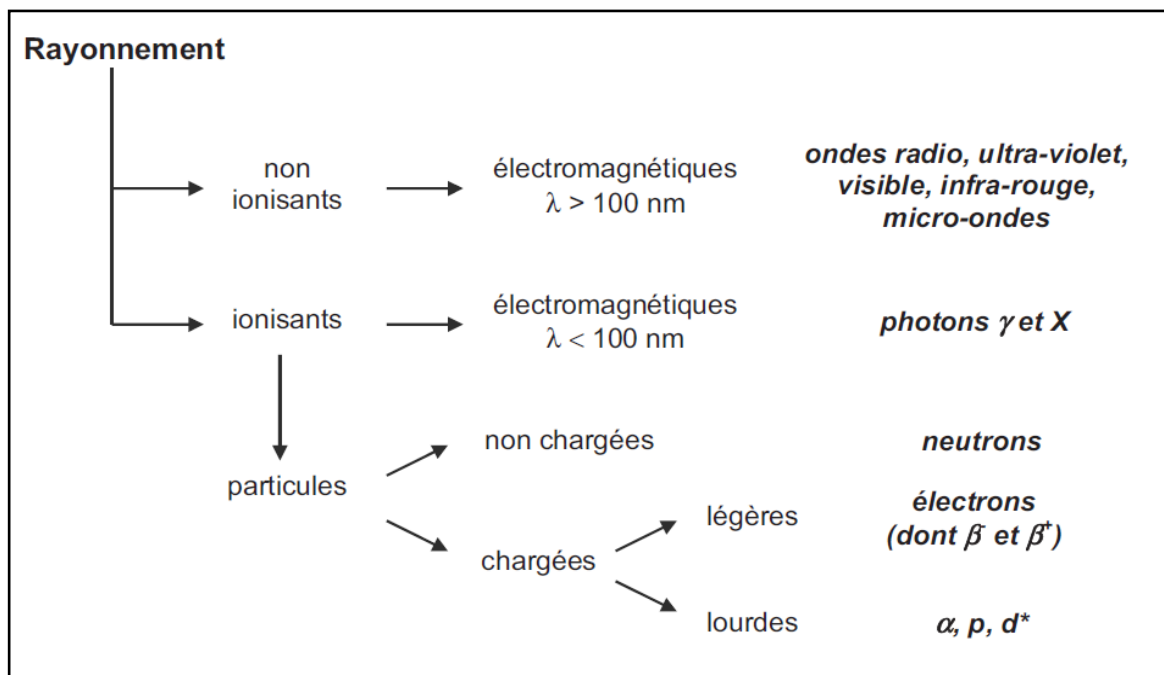 Rayonnement
non
ionisants
électromagnétiques
λ > 100 nm
ondes radio, ultra-violet,
visible, infra-rouge,
micro-ondes
ionisants
électromagnétiques
λ < 100 nm
photons γ et X
particules
non chargées
neutrons
chargées
légères
électrons
(dont β- et β+)
lourdes
α, p, d*